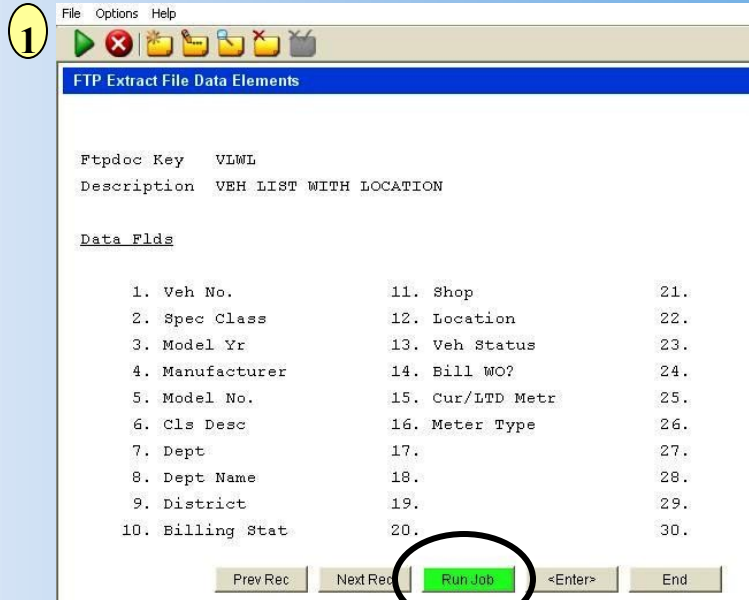 1
File Options Help
FTP Extract File Data Elements
Ftpdoc Key VLWL
Description VEH LIST WITH LOCATION
Data Flds
1. Veh No. 11. Shop 21.
2. Spec Class 12. Location 22.
3. Model Yr 13. Veh Status 23.
4. Manufacturer 14. Bill WO? 24.
5. Model No. 15. Cur/LTD Metr 25.
6. Cls Desc 16. Meter Type 26.
7. Dept 17. 27.
8. Dept Name 18. 28.
9. District 19. 29.
10. Billing Stat 20. 30.
Prev Rec Next Rec Run Job <Enter> End